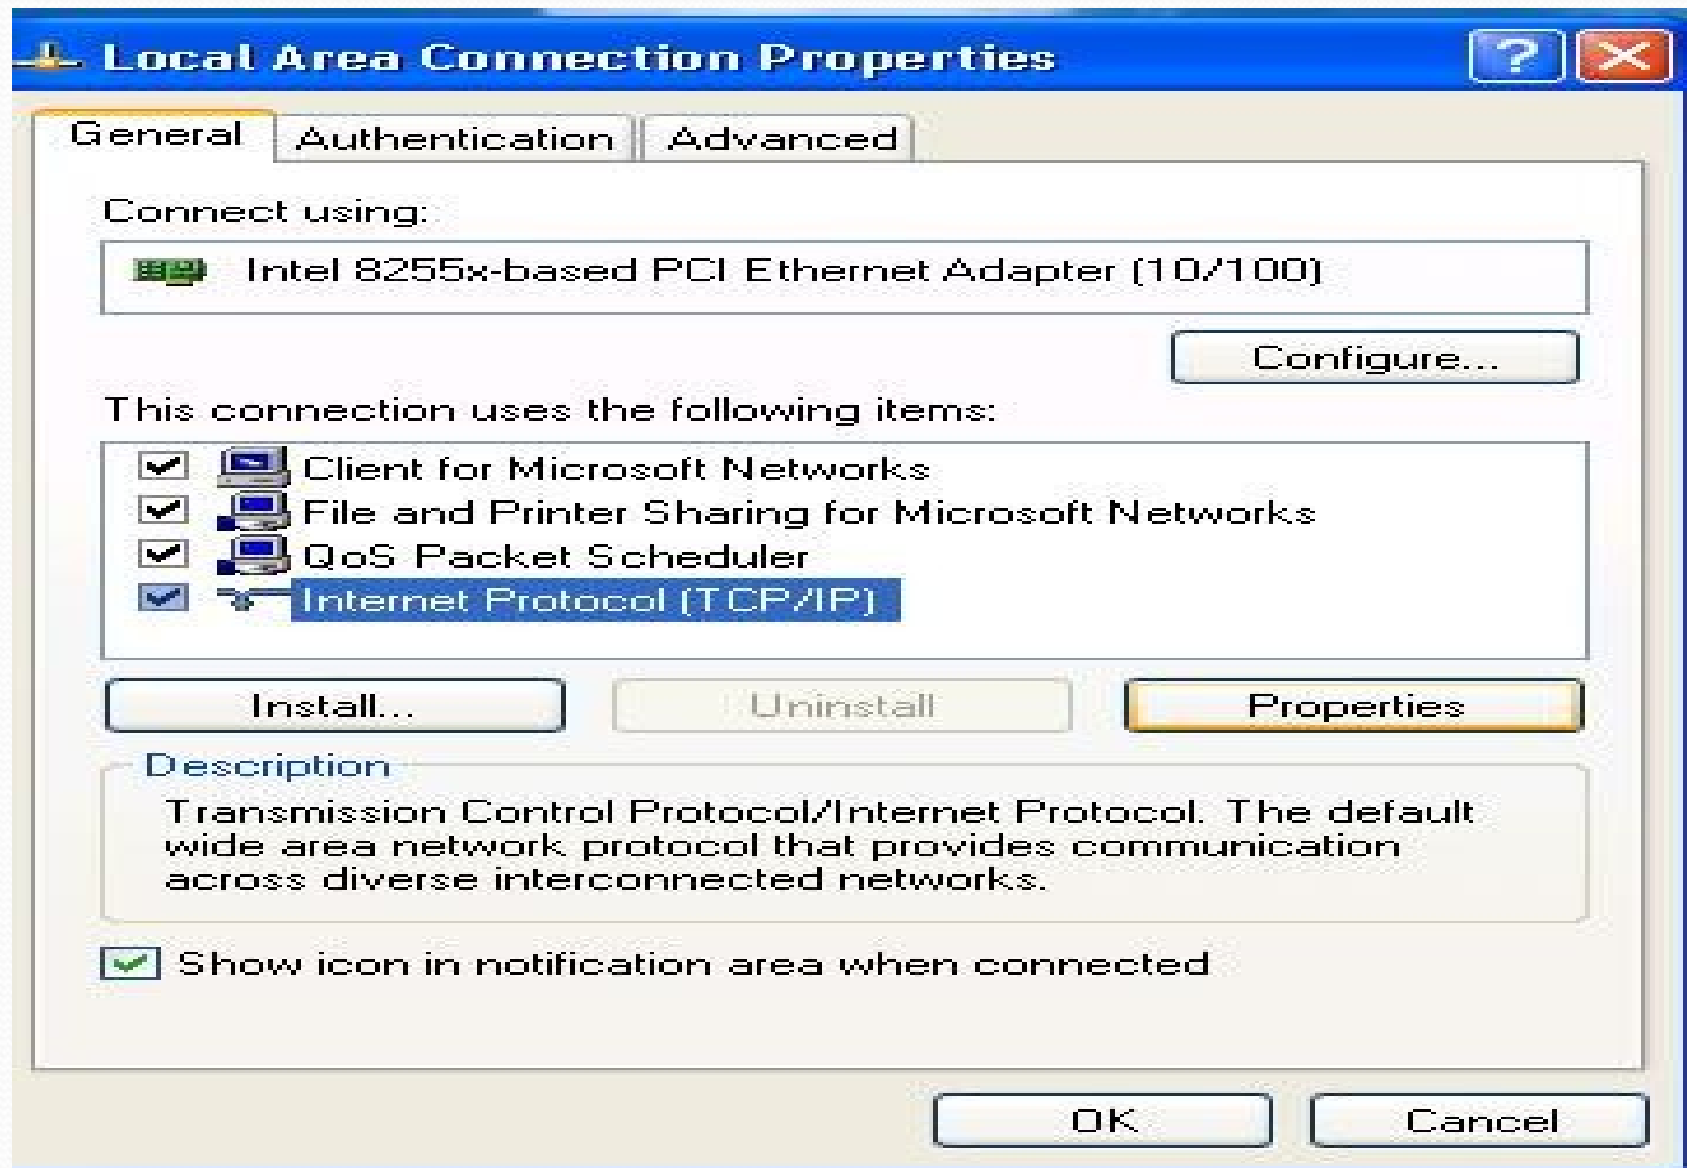 Local Area Connection Properties
?
General
Authentication
Advanced
Connect using:
Intel 8255x-based PCI Ethernet Adapter (10/100)
Configure...
This connection uses the following items:
Client for Microsoft Networks
File and Printer Sharing for Microsoft Networks
QoS Packet Scheduler
Internet Protocol (TCP/IP)
Install...
Uninstall
Properties
Description
Transmission Control Protocol/Internet Protocol. The default
wide area network protocol that provides communication
across diverse interconnected networks.
Show icon in notification area when connected
OK
Cancel